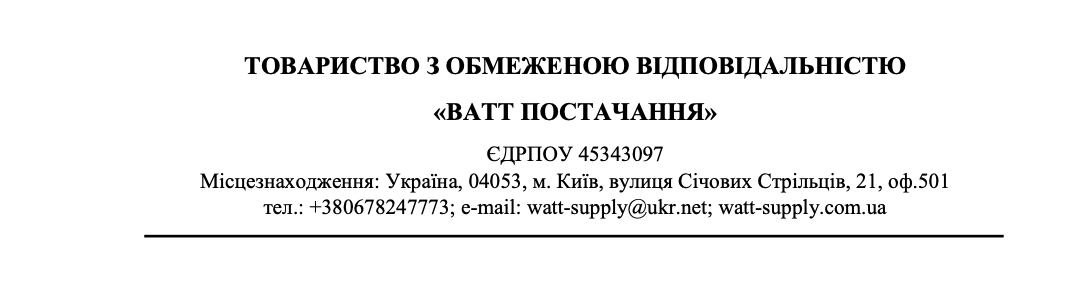 ТОВАРИСТВО З ОБМЕЖЕНОЮ ВІДПОВІДАЛЬНІСТЮ
«ВАТТ ПОСТАЧАННЯ»
ЄДРПОУ 45343097
Місцезнаходження: Україна, 04053, м. Київ, вулиця Січових Стрільців, 21, оф.501
тел.: +380678247773; e-mail: watt-supply@ukr.net; watt-supply.com.ua